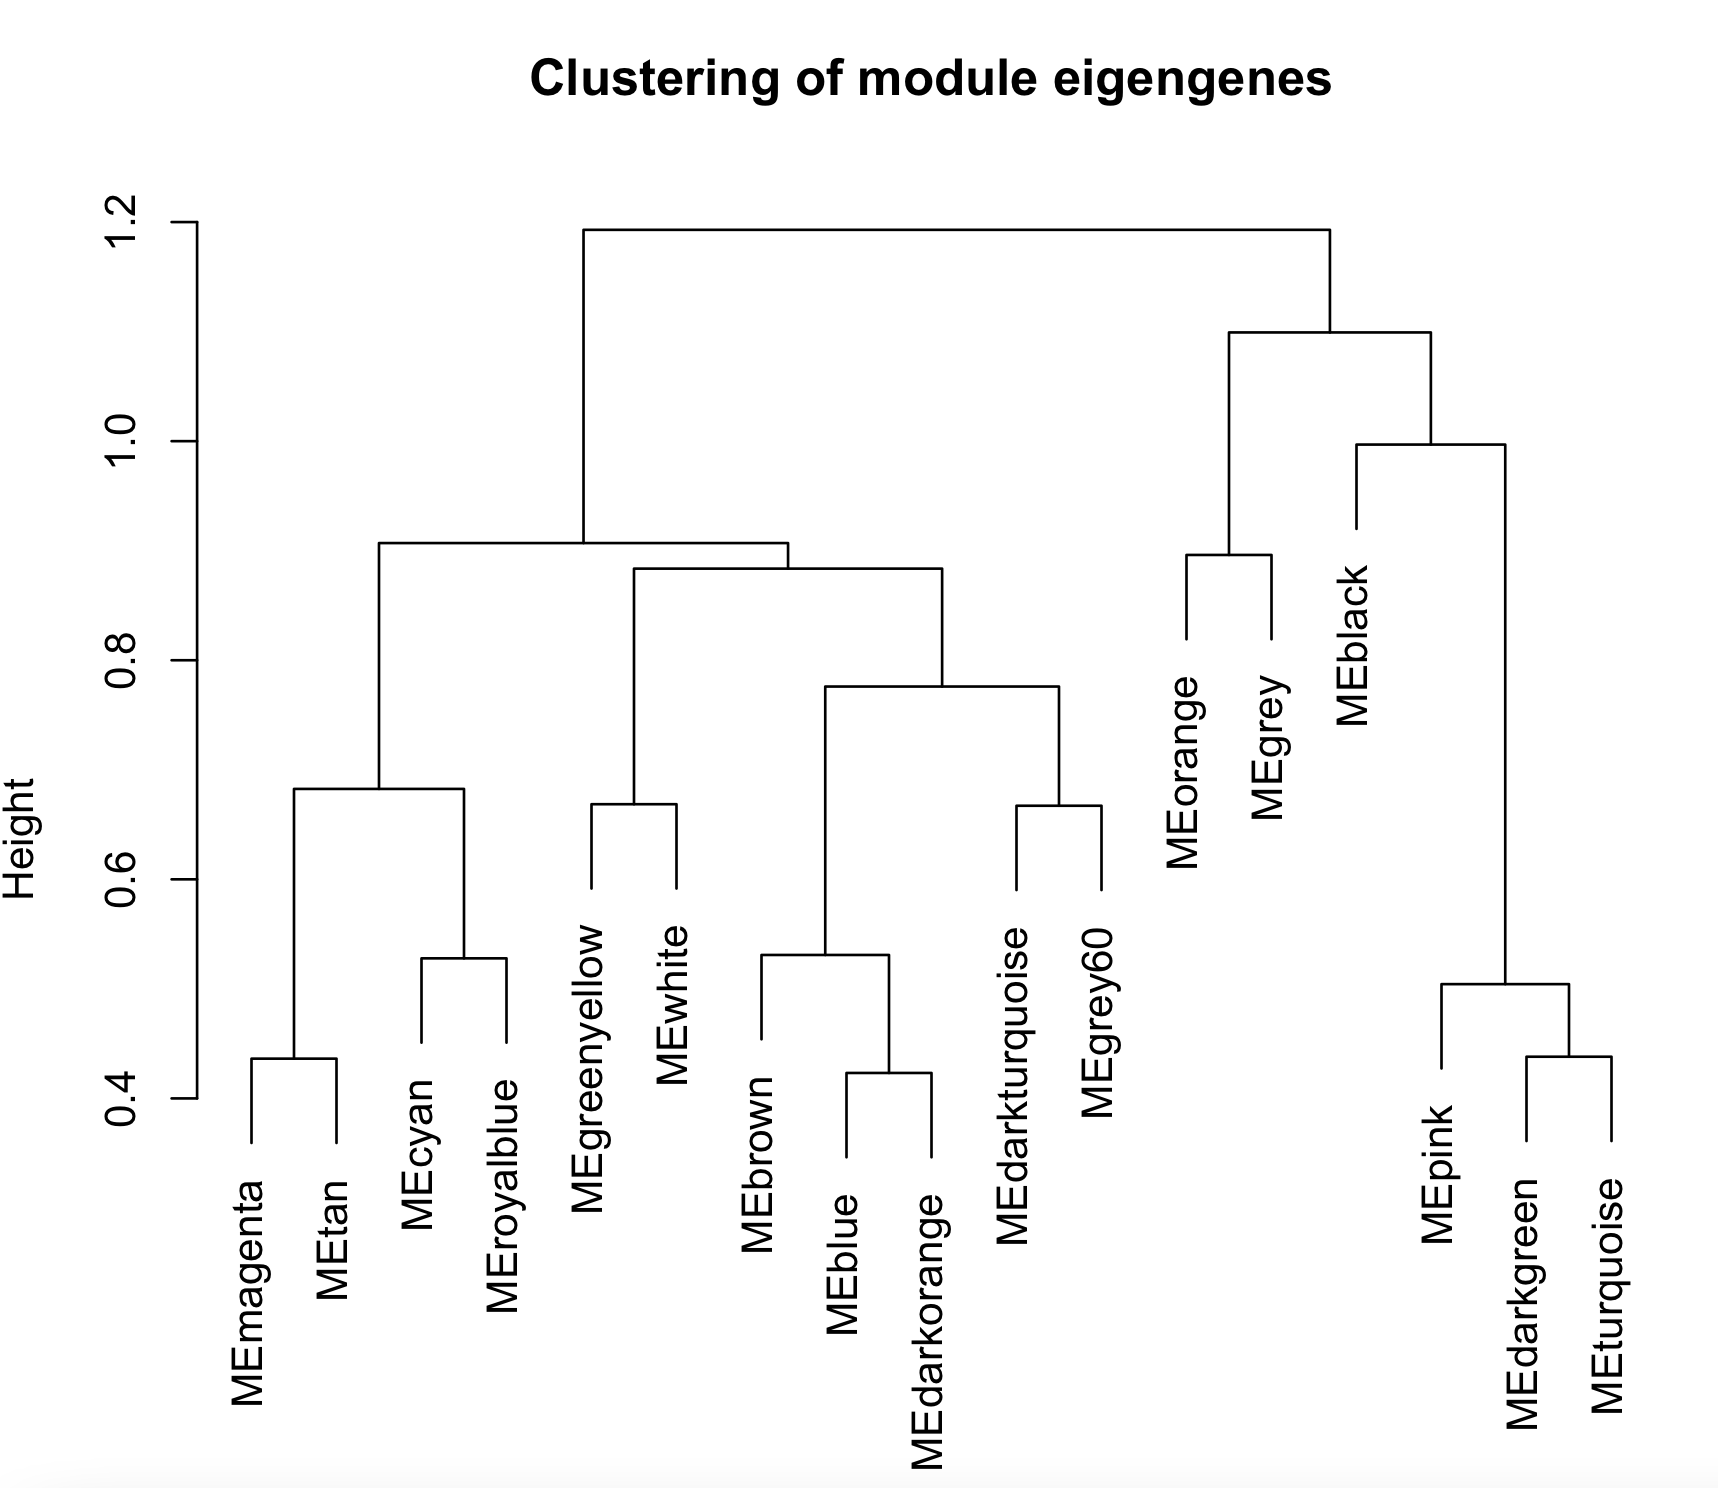 Clustering of module eigengenes
Height
1.2
1.0
0.8
0.6
0.4
MEmagenta
MEtan
MEcyan
MEroyalblue
MEgreenyellow
MEwhite
MEbrown
MEblue
MEdarkorange
MEdarkturquoise
MEgrey60
MEorange
MEgrey
MEblack
MEpink
MEdarkgreen
MEturquoise